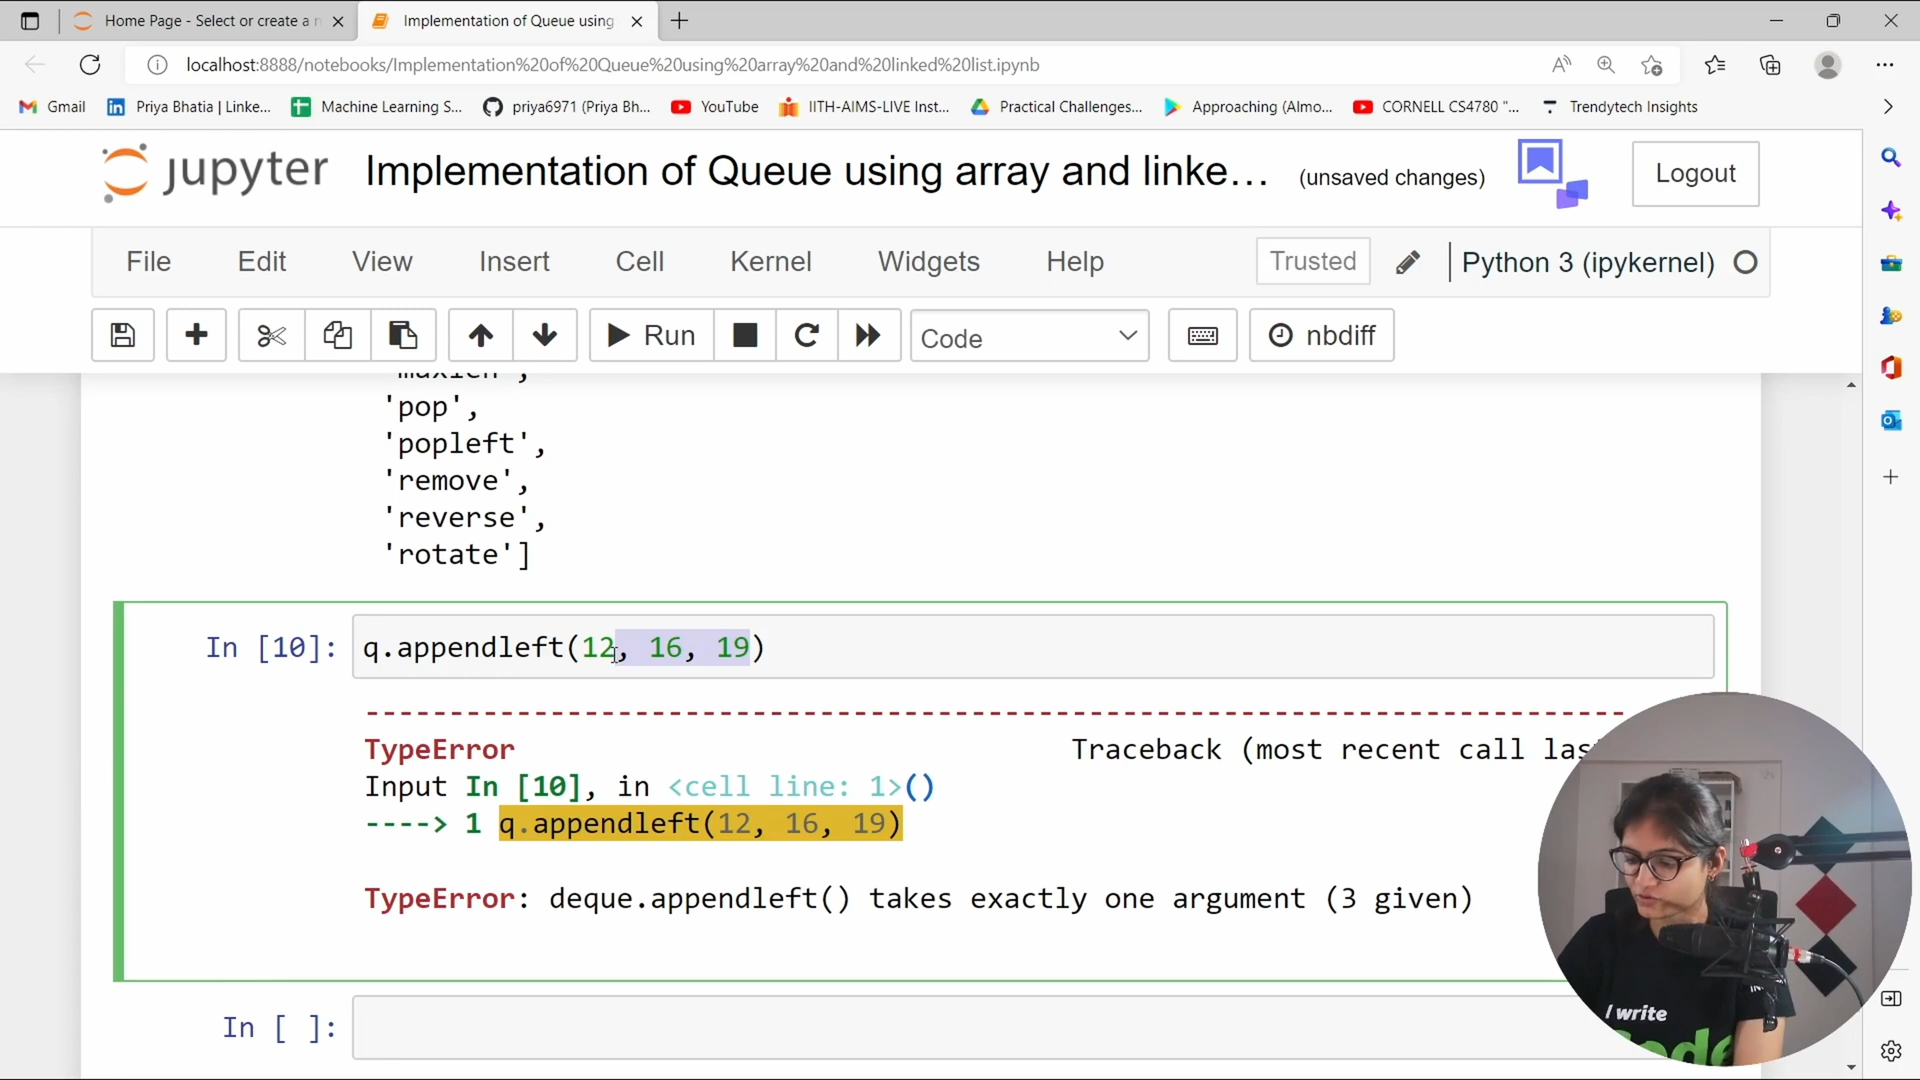 Home Page - Select or create a n
Implementation of Queue using
localhost:8888/notebooks/Implementation%20of%20Queue%20using%20array%20and%20linked%20list.ipynb
Gmail
Priya Bhatia | Linke...
Machine Learning S...
priya6971 (Priya Bh...
YouTube
IITH-AIMS-LIVE Inst...
Practical Challenges...
Approaching (Almo...
CORNELL CS4780 "...
Trendytech Insights
jupyter Implementation of Queue using array and linke... (unsaved changes)
Logout
File Edit View Insert Cell Kernel Widgets Help
Trusted
Python 3 (ipykernel)
Run
Code
nbdiff
'maxlen',
'pop',
'popleft',
'remove',
'reverse',
'rotate']
In [10]: q.appendleft(12, 16, 19)
---------------------------------------------------------------------------
TypeError Traceback (most recent call las
Input In [10], in <cell line: 1>()
----> 1 q.appendleft(12, 16, 19)
TypeError: deque.appendleft() takes exactly one argument (3 given)
In [ ]:
I write